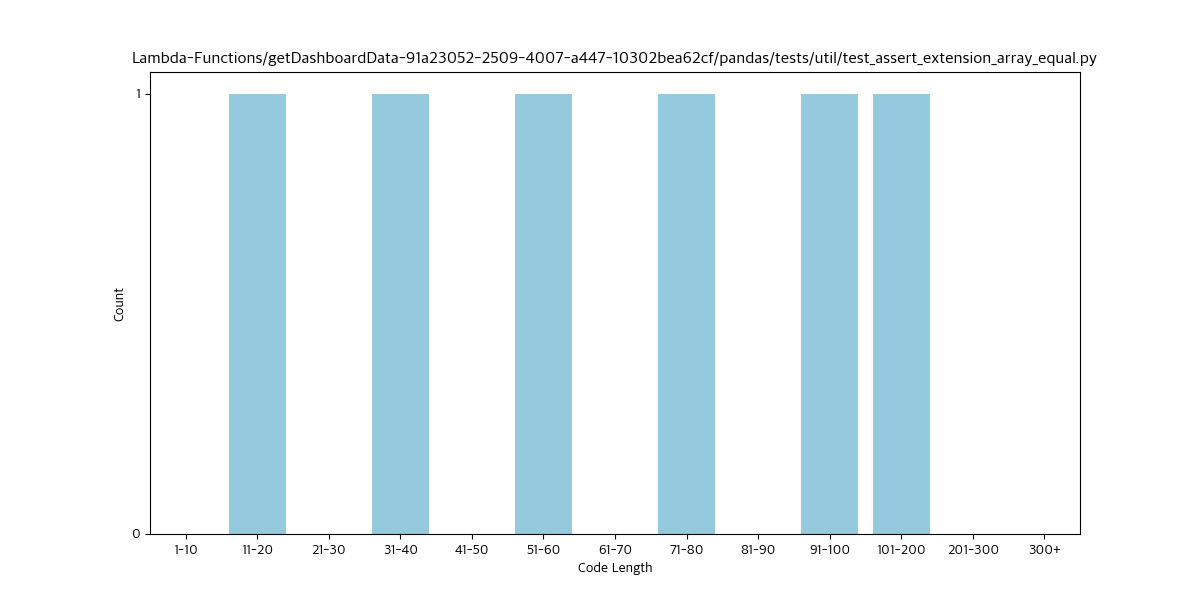 Lambda-Functions/getDashboardData-91a23052-2509-4007-a447-10302bea62cf/pandas/tests/util/test_assert_extension_array_equal.py
1
Count
0
1-10 11-20 21-30 31-40 41-50 51-60 61-70 71-80 81-90 91-100 101-200 201-300 300+
Code Length